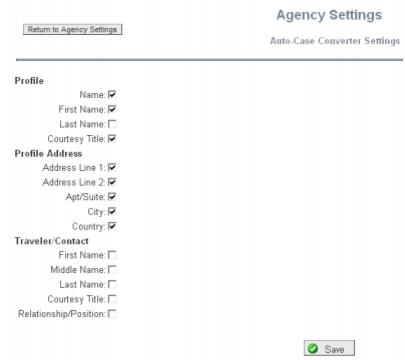 Agency Settings
Return to Agency Settings
Auto-Case Converter Settings
Profile
Name:
First Name:
Last Name:
Courtesy Title:
Profile Address
Address Line 1:
Address Line 2:
Apt/Suite:
City:
Country:
Traveler/Contact
First Name:
Middle Name:
Last Name:
Courtesy Title:
Relationship/Position:
Save